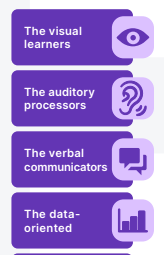 The visual
learners
The auditory
processors
The verbal
communicators
The data-
oriented